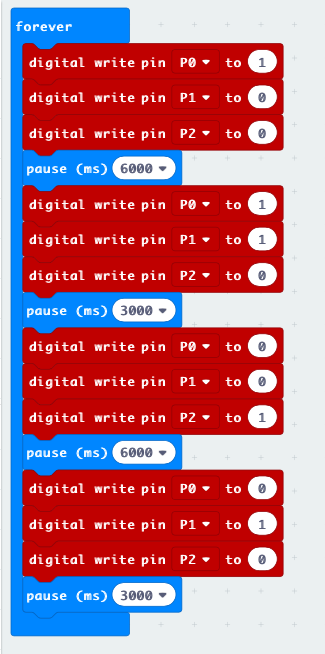 forever
digital write pin P0 to 1
digital write pin P1 to 0
digital write pin P2 to 0
pause (ms) 6000
digital write pin P0 to 1
digital write pin P1 to 1
digital write pin P2 to 0
pause (ms) 3000
digital write pin P0 to 0
digital write pin P1 to 0
digital write pin P2 to 1
pause (ms) 6000
digital write pin P0 to 0
digital write pin P1 to 1
digital write pin P2 to 0
pause (ms) 3000